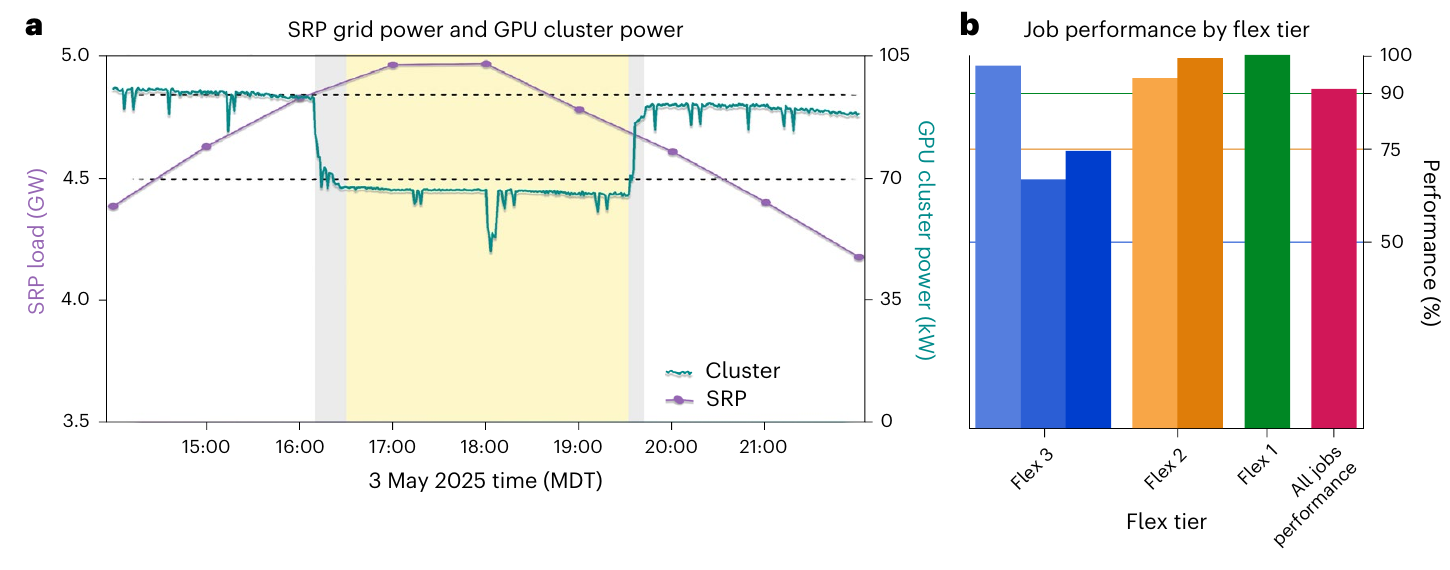 a
SRP grid power and GPU cluster power
SRP load (GW)
5.0
4.5
4.0
3.5
105
70
35
0
GPU cluster power (kW)
Cluster
SRP
15:00 16:00 17:00 18:00 19:00 20:00 21:00
3 May 2025 time (MDT)
b
Job performance by flex tier
100
90
75
50
Performance (%)
Flex 3
Flex 2
Flex 1
All jobs
performance
Flex tier